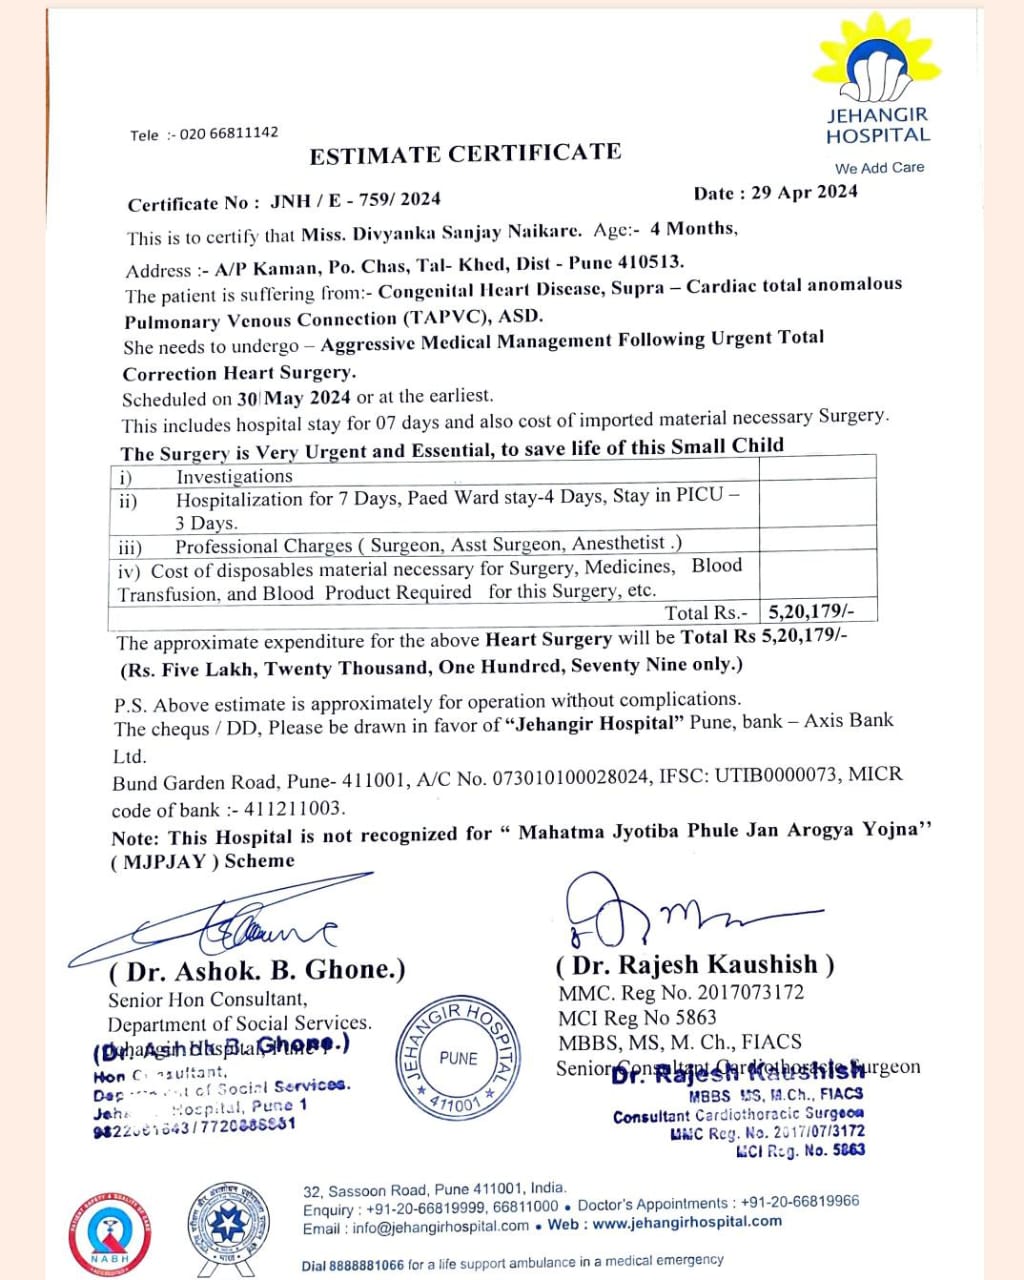 JEHANGIR
HOSPITAL
We Add Care
Tele :- 020 66811142
ESTIMATE CERTIFICATE
Certificate No : JNH / E - 759/ 2024 Date : 29 Apr 2024
This is to certify that Miss. Divyanka Sanjay Naikare. Age:- 4 Months,
Address :- A/P Kaman, Po. Chas, Tal- Khed, Dist - Pune 410513.
The patient is suffering from:- Congenital Heart Disease, Supra – Cardiac total anomalous
Pulmonary Venous Connection (TAPVC), ASD.
She needs to undergo – Aggressive Medical Management Following Urgent Total
Correction Heart Surgery.
Scheduled on 30 May 2024 or at the earliest.
This includes hospital stay for 07 days and also cost of imported material necessary Surgery.
The Surgery is Very Urgent and Essential, to save life of this Small Child
i) Investigations
ii) Hospitalization for 7 Days, Paed Ward stay-4 Days, Stay in PICU –
3 Days.
iii) Professional Charges ( Surgeon, Asst Surgeon, Anesthetist .)
iv) Cost of disposables material necessary for Surgery, Medicines, Blood
Transfusion, and Blood Product Required for this Surgery, etc.
Total Rs.- 5,20,179/-
The approximate expenditure for the above Heart Surgery will be Total Rs 5,20,179/-
(Rs. Five Lakh, Twenty Thousand, One Hundred, Seventy Nine only.)
P.S. Above estimate is approximately for operation without complications.
The chequs / DD, Please be drawn in favor of “Jehangir Hospital” Pune, bank – Axis Bank
Ltd.
Bund Garden Road, Pune- 411001, A/C No. 073010100028024, IFSC: UTIB0000073, MICR
code of bank :- 411211003.
Note: This Hospital is not recognized for “ Mahatma Jyotiba Phule Jan Arogya Yojna’’
( MJPJAY ) Scheme
( Dr. Ashok. B. Ghone.)
Senior Hon Consultant,
Department of Social Services.
B. Ghone.)
Hon
of Social Services.
Hospital, Pune 1
( Dr. Rajesh Kaushish )
MMC. Reg No. 2017073172
MCI Reg No 5863
MBBS, MS, M. Ch., FIACS
Senior Consultant Cardiothoracic Surgeon
Dr. Rajesh Kaushish
MBBS MS, M.Ch., FIACS
Consultant Cardiothoracic Surgeon
MMC Reg. No. 2017/07/3172
MCI Reg. No. 5863
JEHANGIR HOSPITAL
PUNE
★ 411001 ★
NABH
32, Sassoon Road, Pune 411001, India.
Enquiry : +91-20-66819999, 66811000 • Doctor's Appointments : +91-20-66819966
Email : info@jehangirhospital.com • Web : www.jehangirhospital.com
Dial 8888881066 for a life support ambulance in a medical emergency